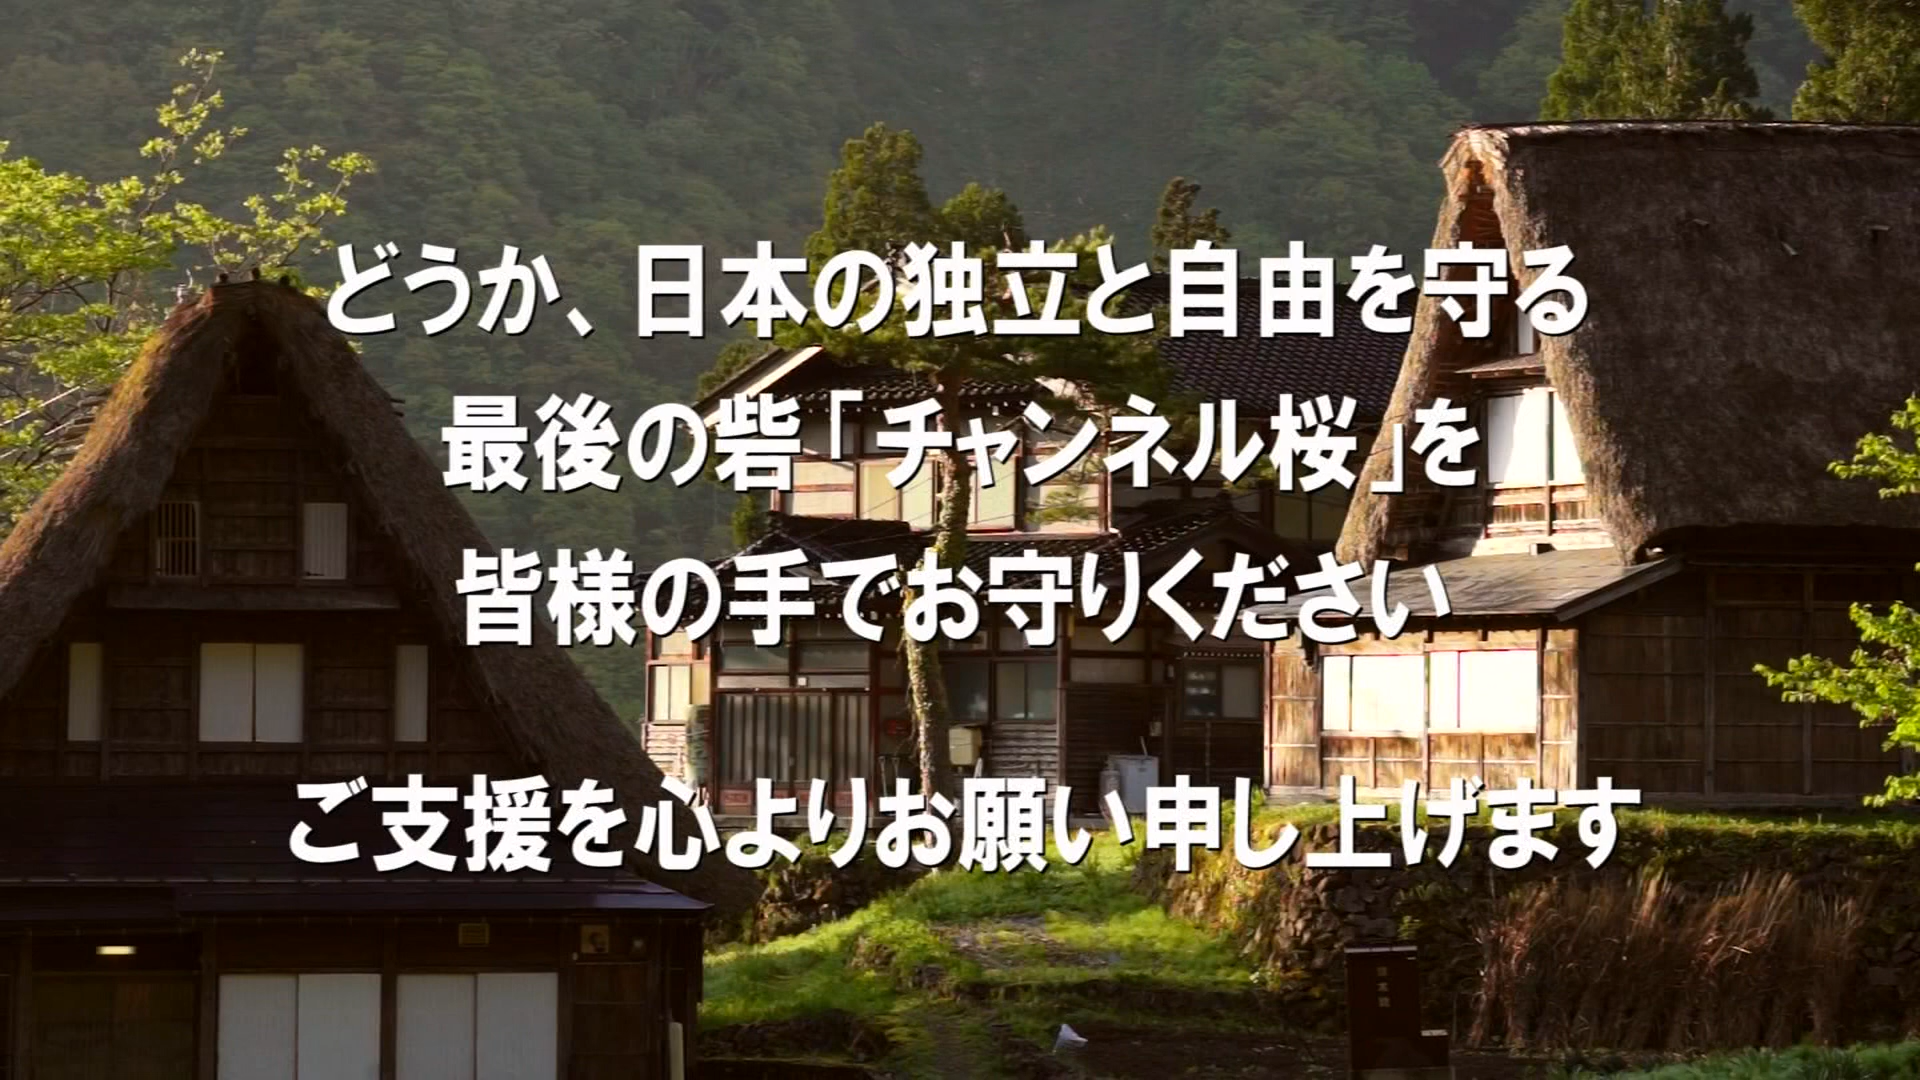 どうか、日本の独立と自由を守る
最後の砦「チャンネル桜」を
皆様の手でお守りください
ご支援を心よりお願い申し上げます